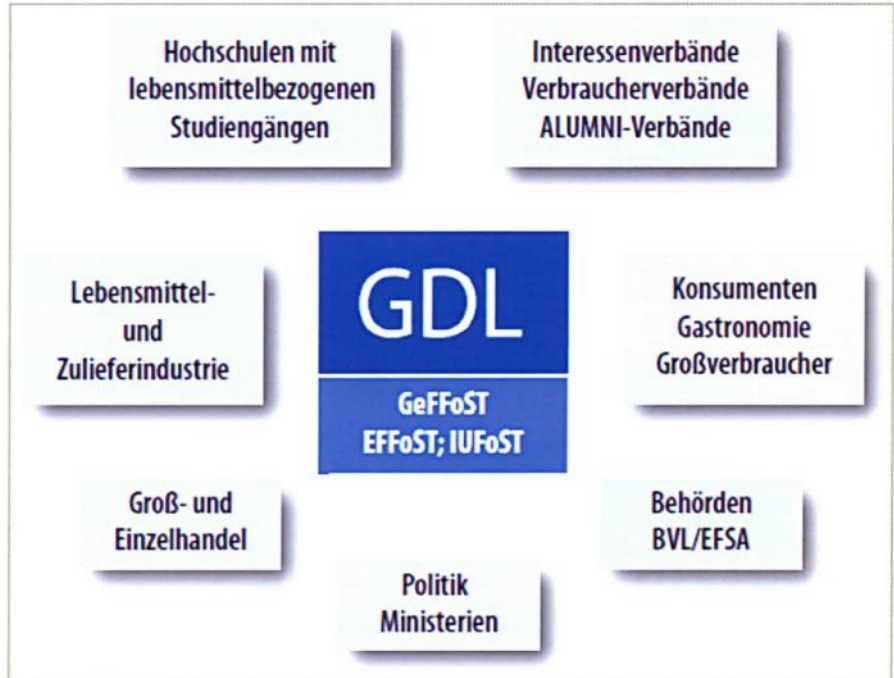 Hochschulen mit
lebensmittelbezogenen
Studiengängen
Interessenverbände
Verbraucherverbände
ALUMNI-Verbände
Lebensmittel-
und
Zulieferindustrie
GDL
GeFFoST
EFFoST; IUFoST
Konsumenten
Gastronomie
Großverbraucher
Groß- und
Einzelhandel
Behörden
BVL/EFSA
Politik
Ministerien